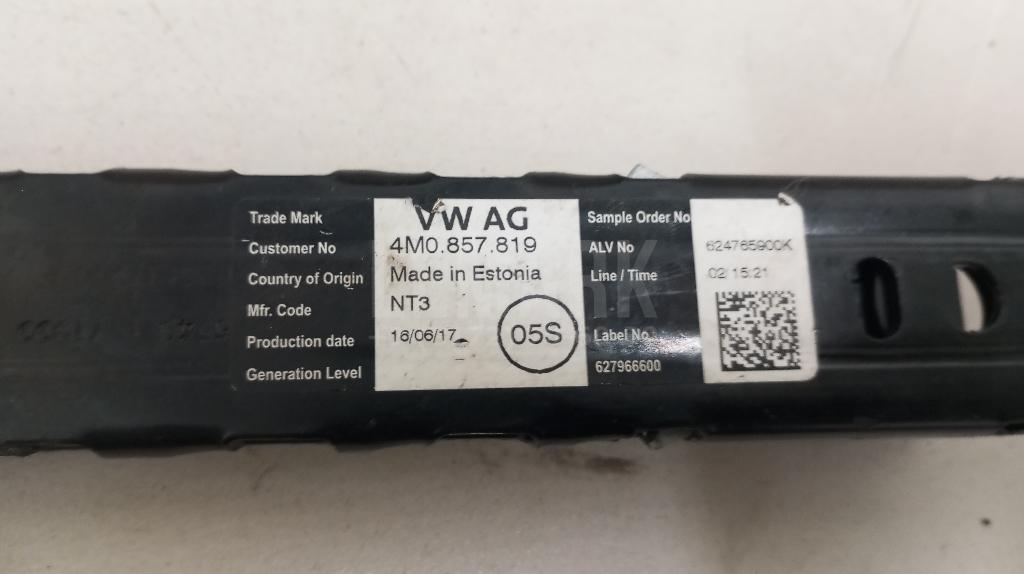 Trade Mark VW AG Sample Order No
Customer No 4M0.857.819 ALV No 624765900K
Country of Origin Made in Estonia Line / Time 02 15:21
Mfr. Code NT3
Production date 16/06/17 05S Label No.
Generation Level 627966600